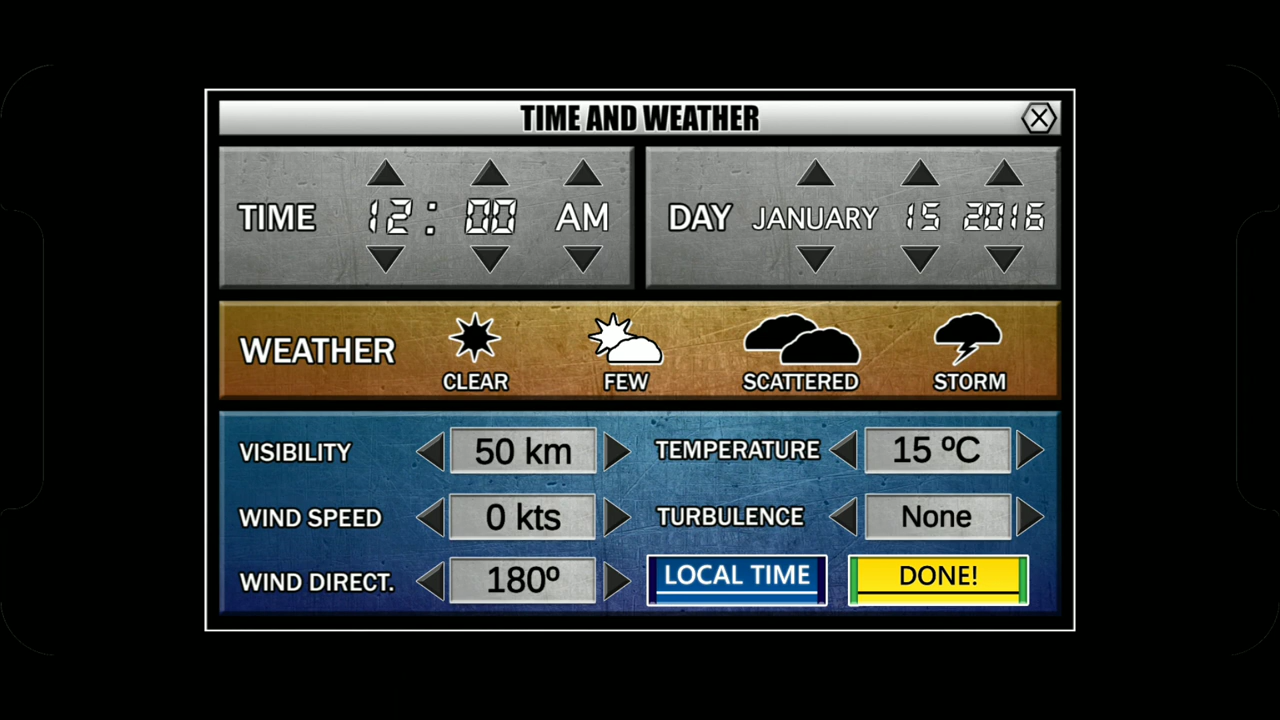 TIME AND WEATHER
TIME 12:00 AM DAY JANUARY 15 2016
WEATHER CLEAR FEW SCATTERED STORM
VISIBILITY 50 km TEMPERATURE 15 ºC
WIND SPEED 0 kts TURBULENCE None
WIND DIRECT. 180º LOCAL TIME DONE!